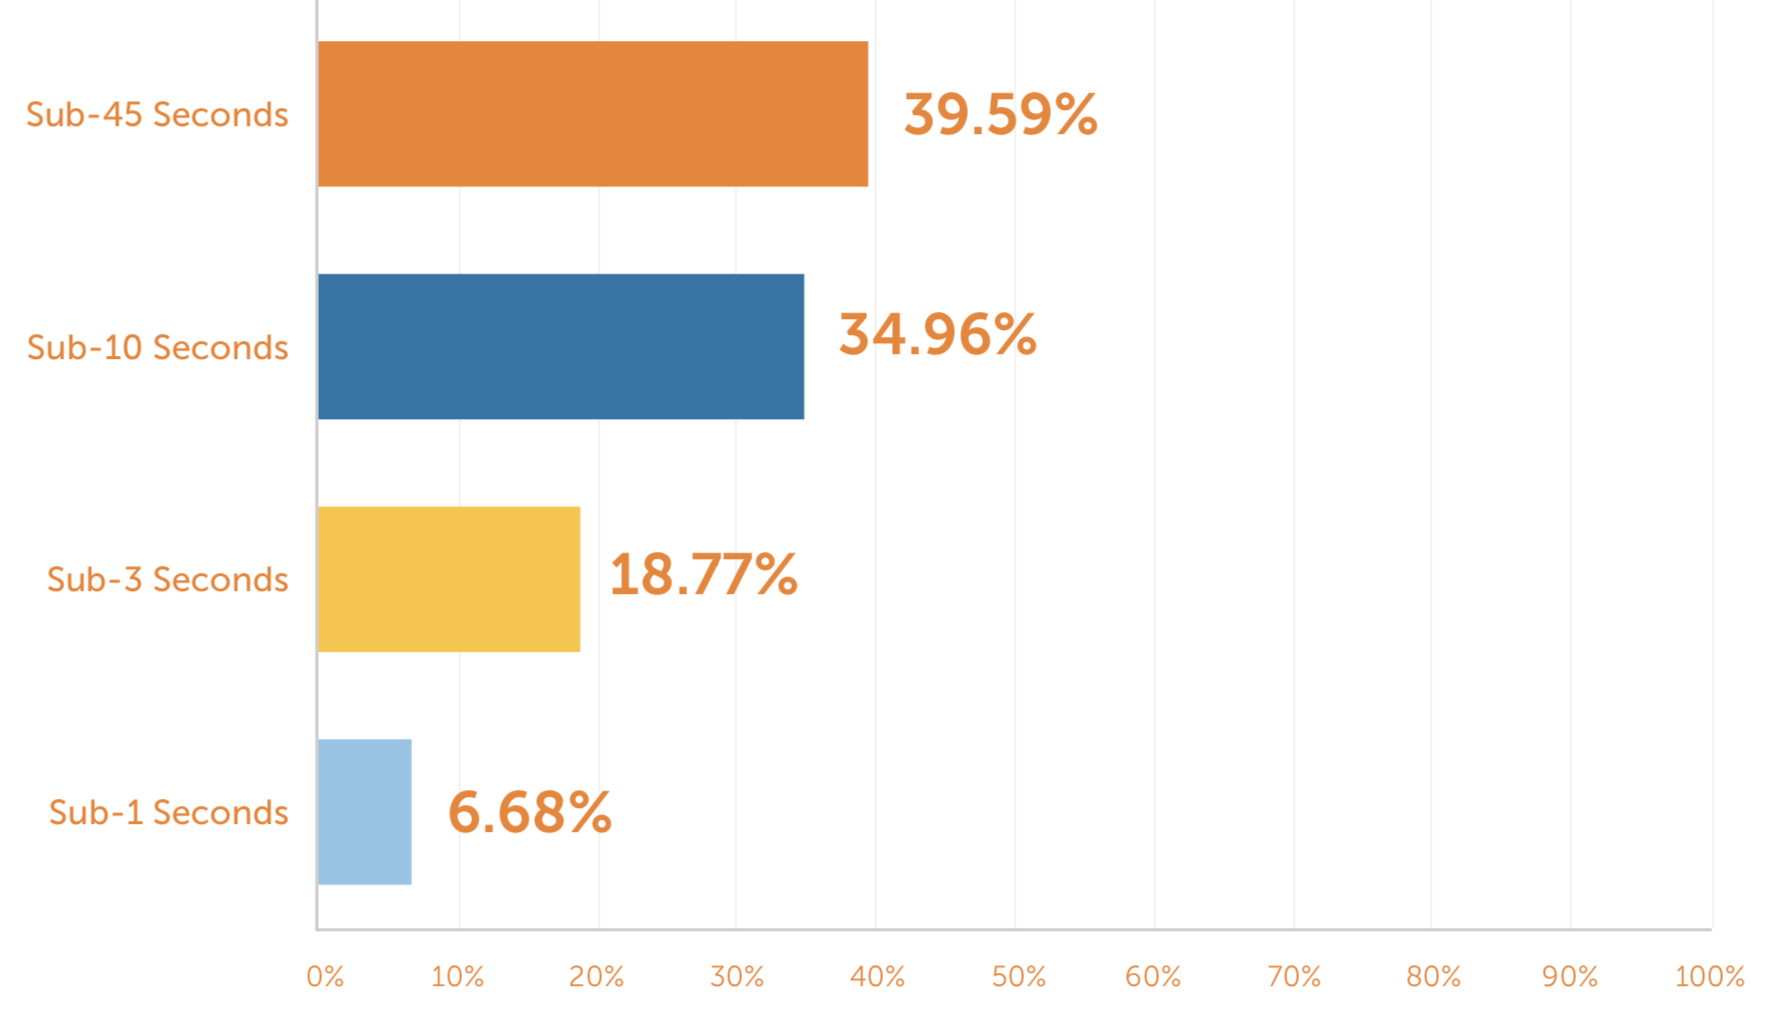 Sub-45 Seconds 39.59%
Sub-10 Seconds 34.96%
Sub-3 Seconds 18.77%
Sub-1 Seconds 6.68%
0% 10% 20% 30% 40% 50% 60% 70% 80% 90% 100%